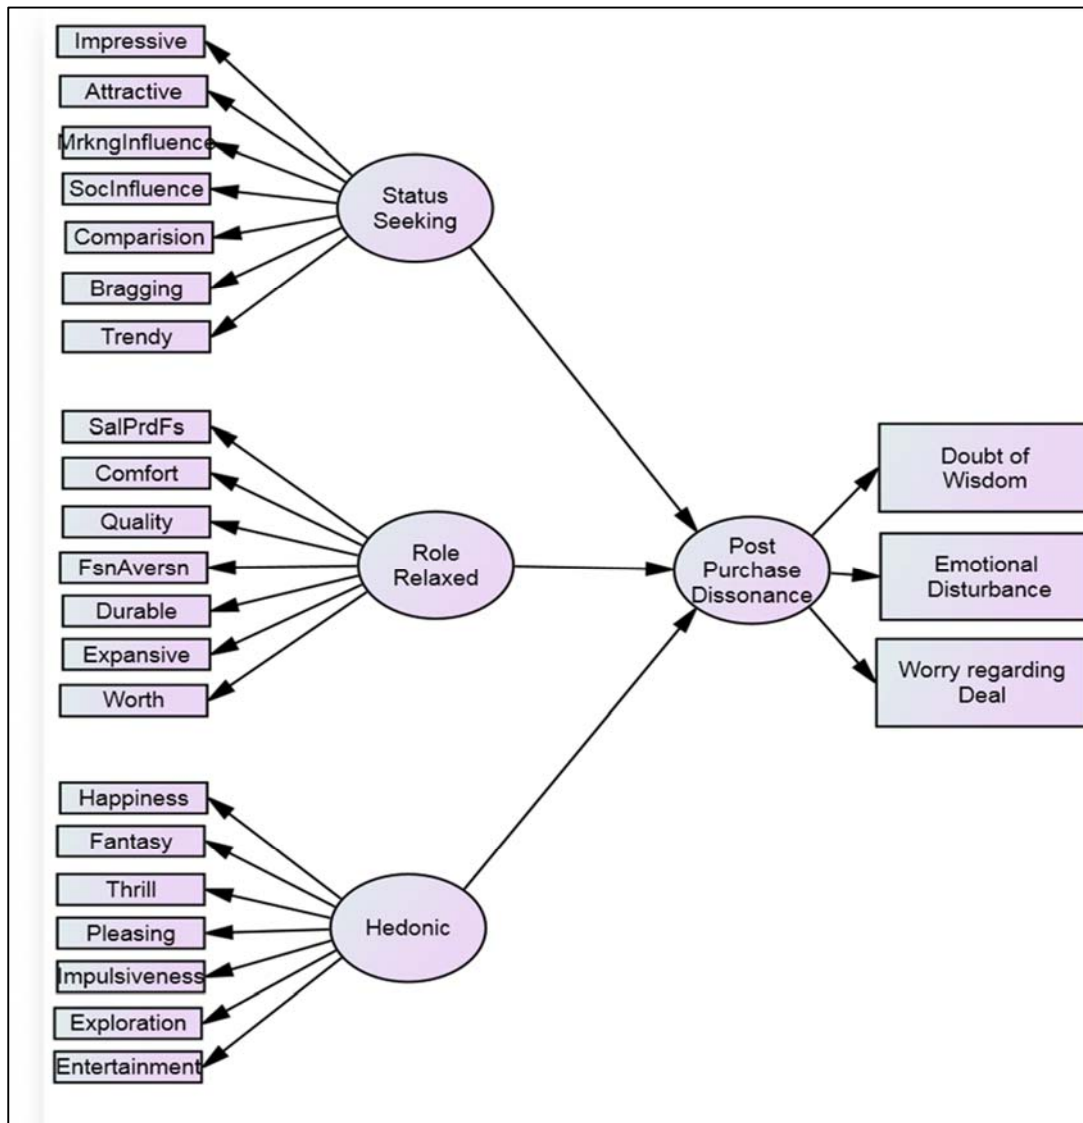 Impressive
Attractive
MrkngInfluence
SocInfluence
Comparision
Bragging
Trendy
Status
Seeking
SalPrdFs
Comfort
Quality
FsnAversn
Durable
Expansive
Worth
Role
Relaxed
Happiness
Fantasy
Thrill
Pleasing
Impulsiveness
Exploration
Entertainment
Hedonic
Post
Purchase
Dissonance
Doubt of
Wisdom
Emotional
Disturbance
Worry regarding
Deal